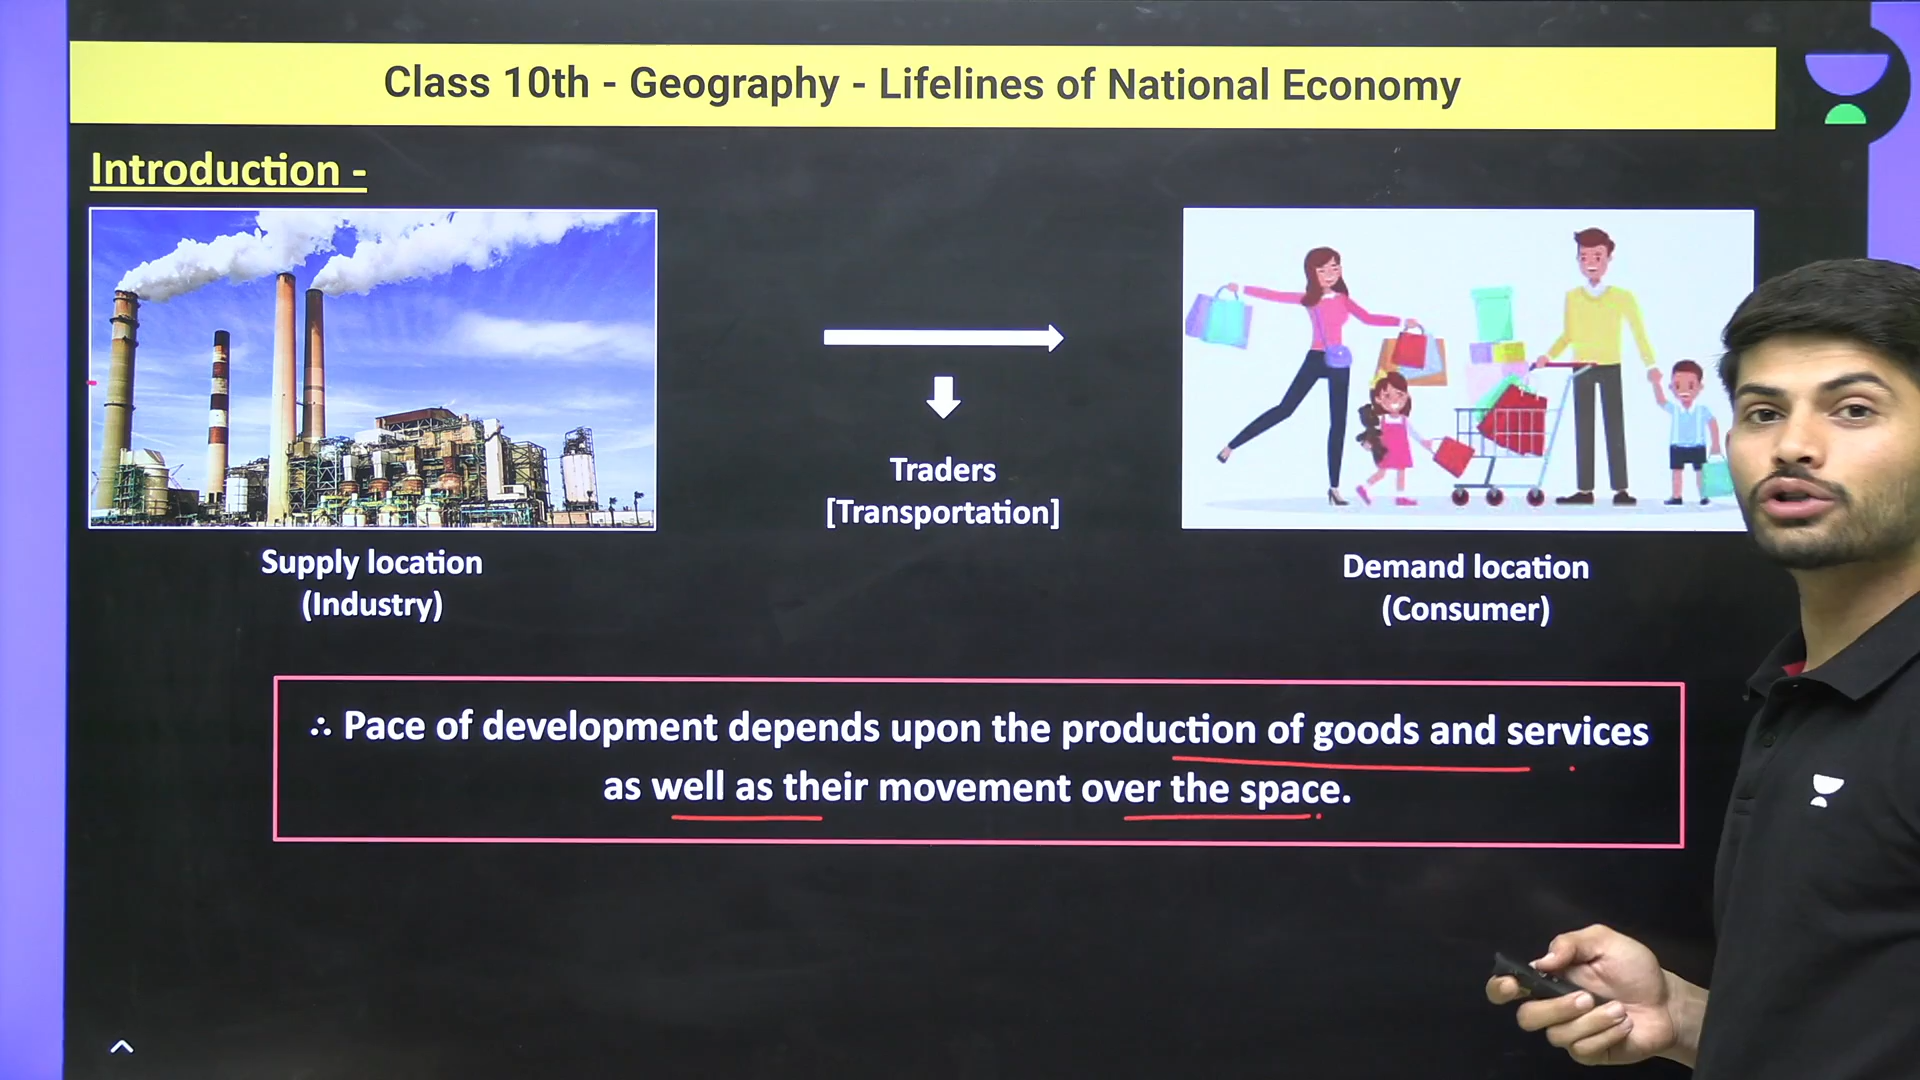 Class 10th - Geography - Lifelines of National Economy
Introduction -
Traders
[Transportation]
Supply location
(Industry)
Demand location
(Consumer)
∴ Pace of development depends upon the production of goods and services
as well as their movement over the space.